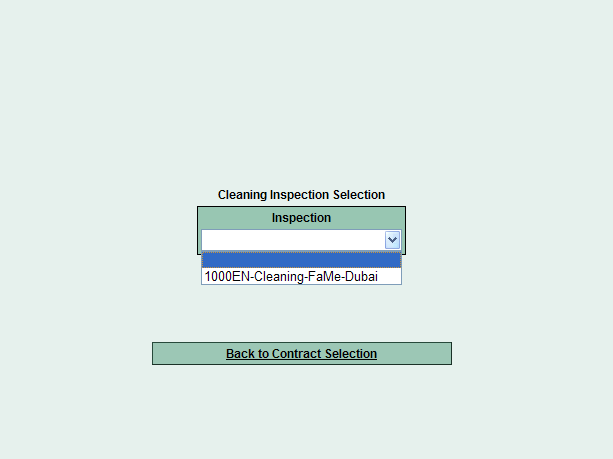 Cleaning Inspection Selection
Inspection
1000EN-Cleaning-FaMe-Dubai
Back to Contract Selection